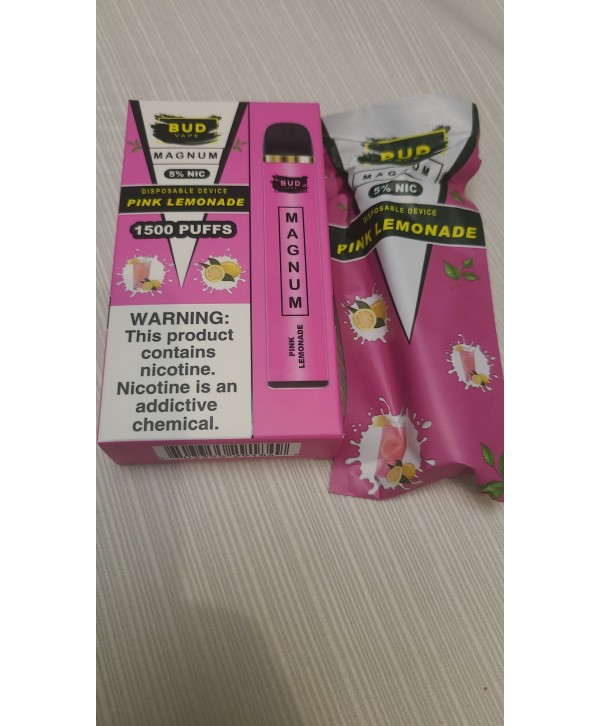 BUD
VAPE
MAGNUM
5% NIC
DISPOSABLE DEVICE
PINK LEMONADE
1500 PUFFS
WARNING:
This product
contains
nicotine.
Nicotine is an
addictive
chemical.
BUD
MAGNUM
PINK
LEMONADE
BUD
MAGNUM
5% NIC
DISPOSABLE DEVICE
PINK LEMONADE